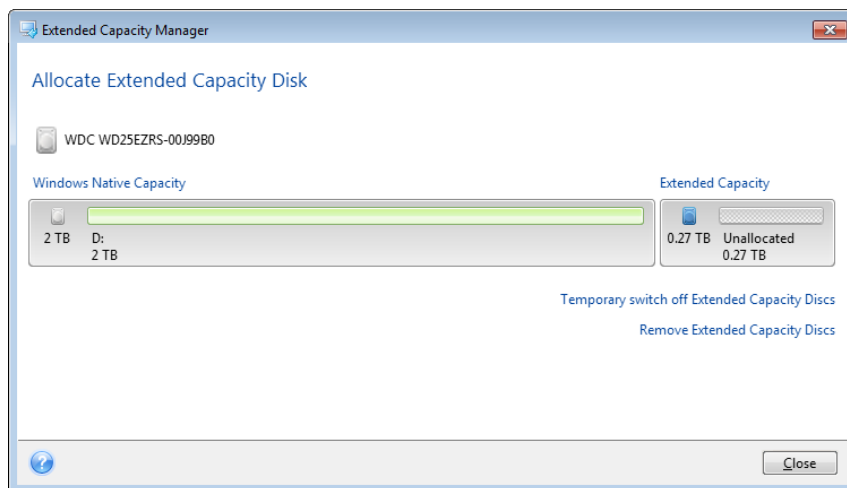 Extended Capacity Manager
Allocate Extended Capacity Disk
WDC WD25EZRS-00J99B0
Windows Native Capacity
Extended Capacity
2 TB
D:
2 TB
0.27 TB
Unallocated
0.27 TB
Temporary switch off Extended Capacity Discs
Remove Extended Capacity Discs
Close